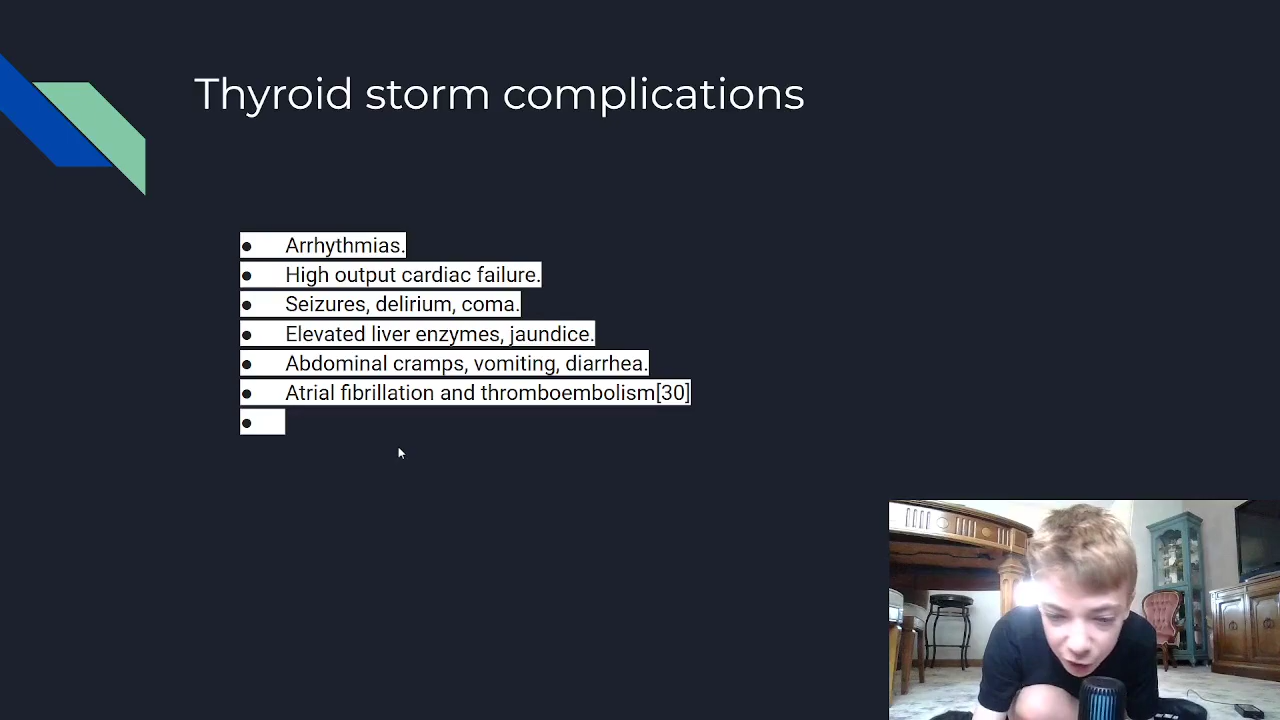 Thyroid storm complications
● Arrhythmias.
● High output cardiac failure.
● Seizures, delirium, coma.
● Elevated liver enzymes, jaundice.
● Abdominal cramps, vomiting, diarrhea.
● Atrial fibrillation and thromboembolism[30]
●